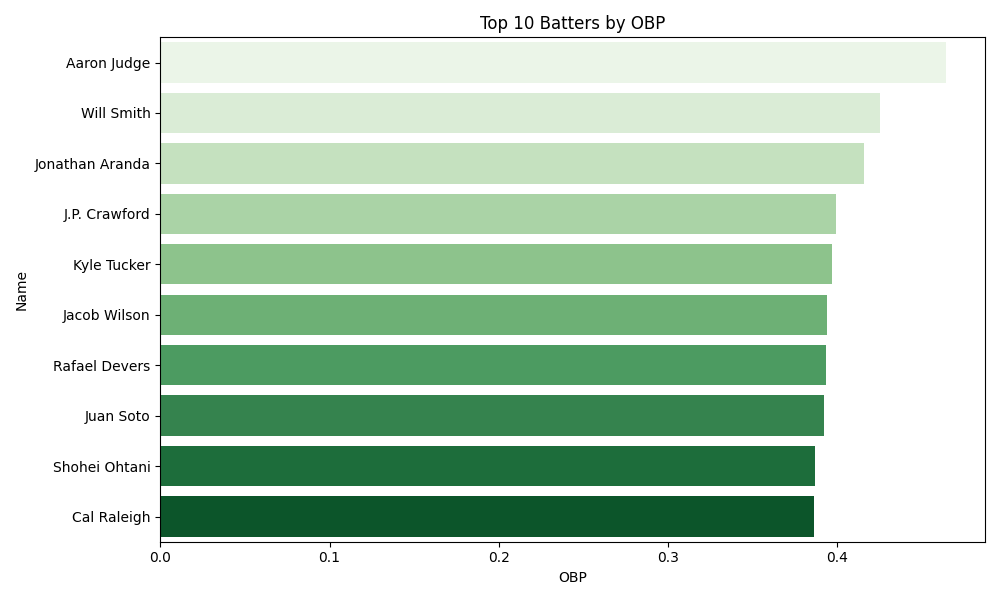 Top 10 Batters by OBP
Name
Aaron Judge
Will Smith
Jonathan Aranda
J.P. Crawford
Kyle Tucker
Jacob Wilson
Rafael Devers
Juan Soto
Shohei Ohtani
Cal Raleigh
0.0 0.1 0.2 0.3 0.4
OBP